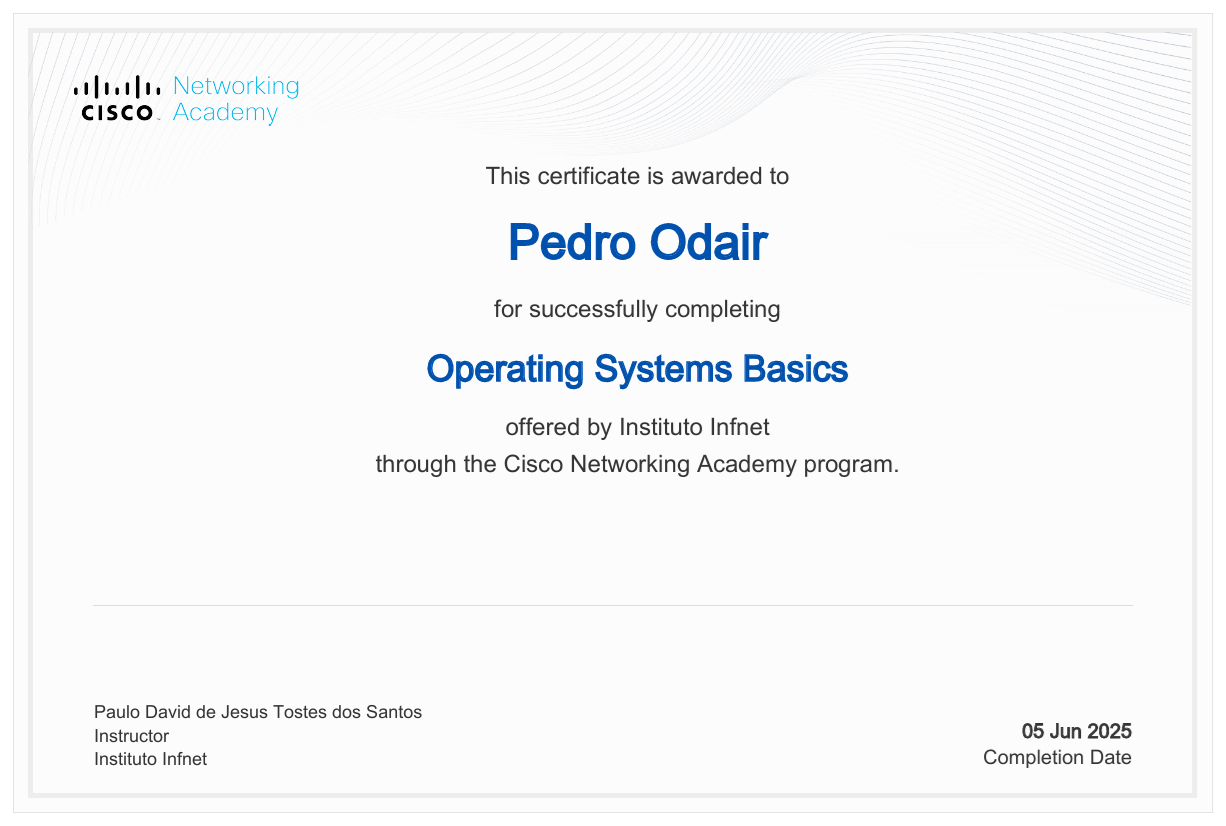 CISCO
Networking
Academy
This certificate is awarded to
Pedro Odair
for successfully completing
Operating Systems Basics
offered by Instituto Infnet
through the Cisco Networking Academy program.
Paulo David de Jesus Tostes dos Santos
Instructor
Instituto Infnet
05 Jun 2025
Completion Date